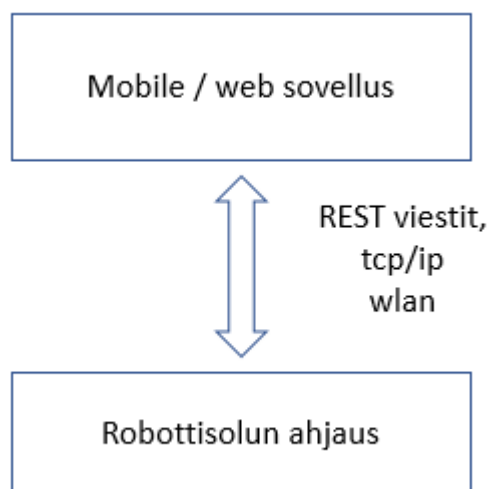 Mobile / web sovellus
REST viestit,
tcp/ip
wlan
Robottisolun ahjaus